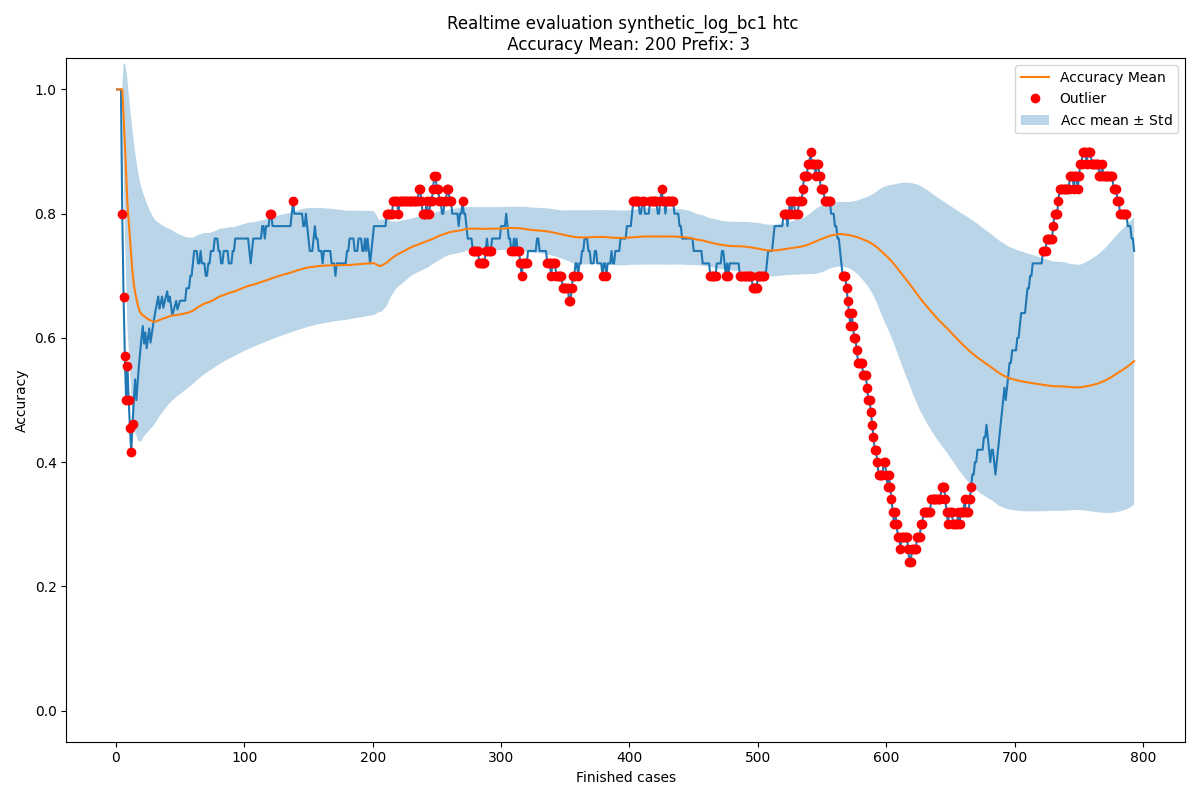 Realtime evaluation synthetic_log_bc1 htc
Accuracy Mean: 200 Prefix: 3
Accuracy Mean
Outlier
Acc mean ± Std
1.0
0.8
0.6
0.4
0.2
0.0
Accuracy
0 100 200 300 400 500 600 700 800
Finished cases